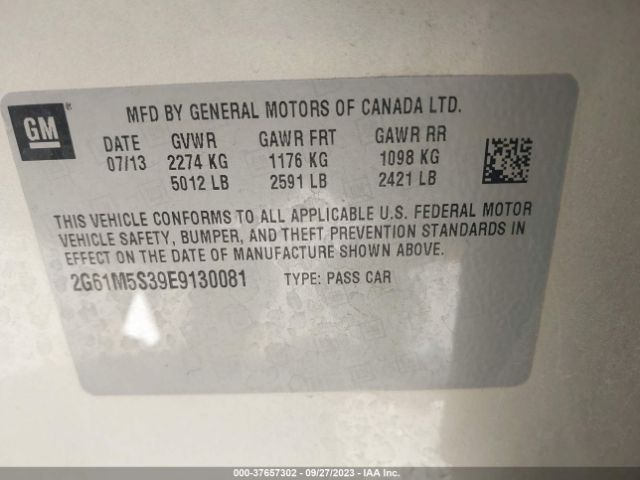 GM
MFD BY GENERAL MOTORS OF CANADA LTD.
DATE GVWR GAWR FRT GAWR RR
07/13 2274 KG 1176 KG 1098 KG
5012 LB 2591 LB 2421 LB
THIS VEHICLE CONFORMS TO ALL APPLICABLE U.S. FEDERAL MOTOR
VEHICLE SAFETY, BUMPER, AND THEFT PREVENTION STANDARDS IN
EFFECT ON THE DATE OF MANUFACTURE SHOWN ABOVE.
2G61M5S39E9130081 TYPE: PASS CAR
000-37657302 - 09/27/2023 - IAA Inc.